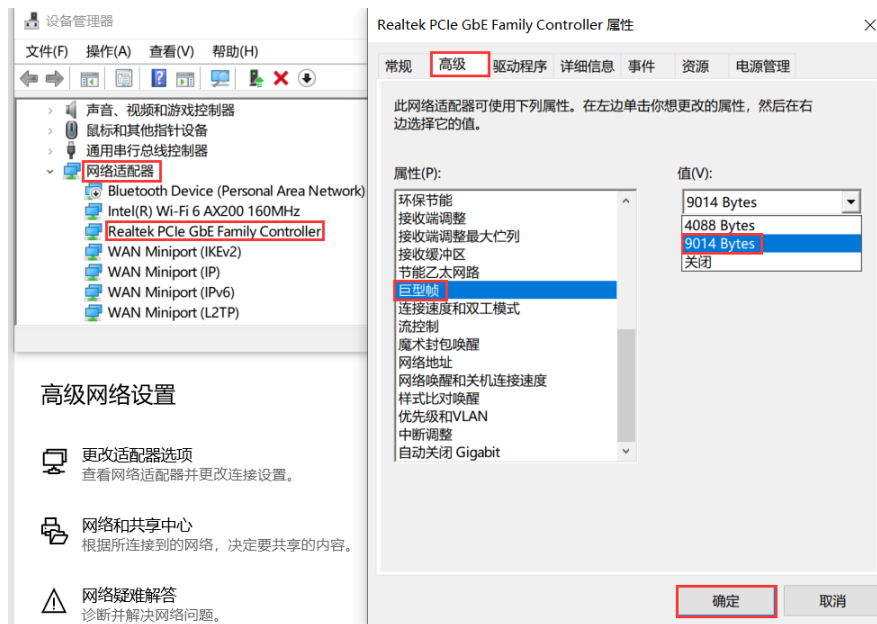 设备管理器
文件(F) 操作(A) 查看(V) 帮助(H)
声音、视频和游戏控制器
鼠标和其他指针设备
通用串行总线控制器
网络适配器
Bluetooth Device (Personal Area Network)
Intel(R) Wi-Fi 6 AX200 160MHz
Realtek PCIe GbE Family Controller
WAN Miniport (IKEv2)
WAN Miniport (IP)
WAN Miniport (IPv6)
WAN Miniport (L2TP)
高级网络设置
更改适配器选项
查看网络适配器并更改连接设置。
网络和共享中心
根据所连接到的网络，决定要共享的内容。
网络疑难解答
诊断并解决网络问题。
Realtek PCIe GbE Family Controller 属性
常规 高级 驱动程序 详细信息 事件 资源 电源管理
此网络适配器可使用下列属性。在左边单击你想更改的属性，然后在右
边选择它的值。
属性(P):
环保节能
接收端调整
接收端调整最大伫列
接收缓冲区
节能乙太网路
巨型帧
连接速度和双工模式
流控制
魔术封包唤醒
网络地址
网络唤醒和关机连接速度
样式比对唤醒
优先级和VLAN
中断调整
自动关闭 Gigabit
值(V):
9014 Bytes
4088 Bytes
9014 Bytes
关闭
确定 取消